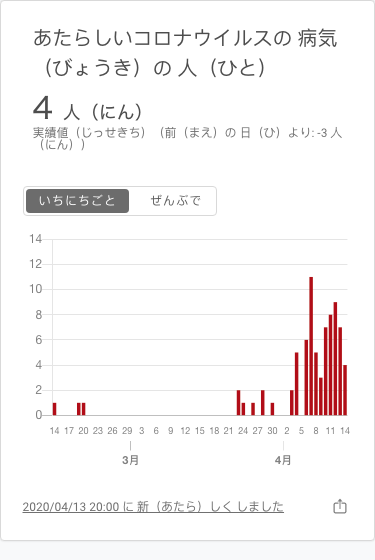 あたらしいコロナウイルスの 病気
（びょうき）の 人（ひと）
4 人（にん）
実績値（じっせきち）（前（まえ）の 日（ひ）より: -3 人
（にん））
いちにちごと ぜんぶで
14
12
10
8
6
4
2
0
14 17 20 23 26 29 3 6 9 12 15 18 21 24 27 30 2 5 8 11 14
3月 4月
2020/04/13 20:00 に 新（あたら）しく しました